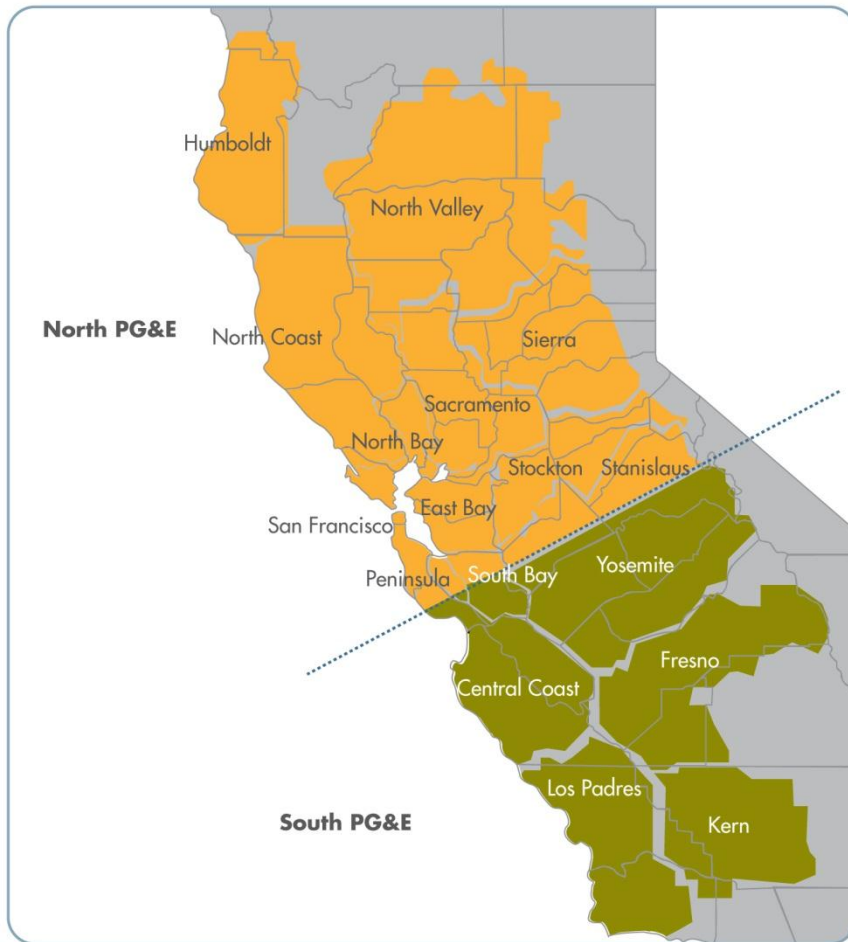 Humboldt
North Valley
North PG&E
North Coast
Sierra
Sacramento
North Bay
Stockton
Stanislaus
East Bay
San Francisco
Peninsula
South Bay
Yosemite
Fresno
Central Coast
Los Padres
South PG&E
Kern